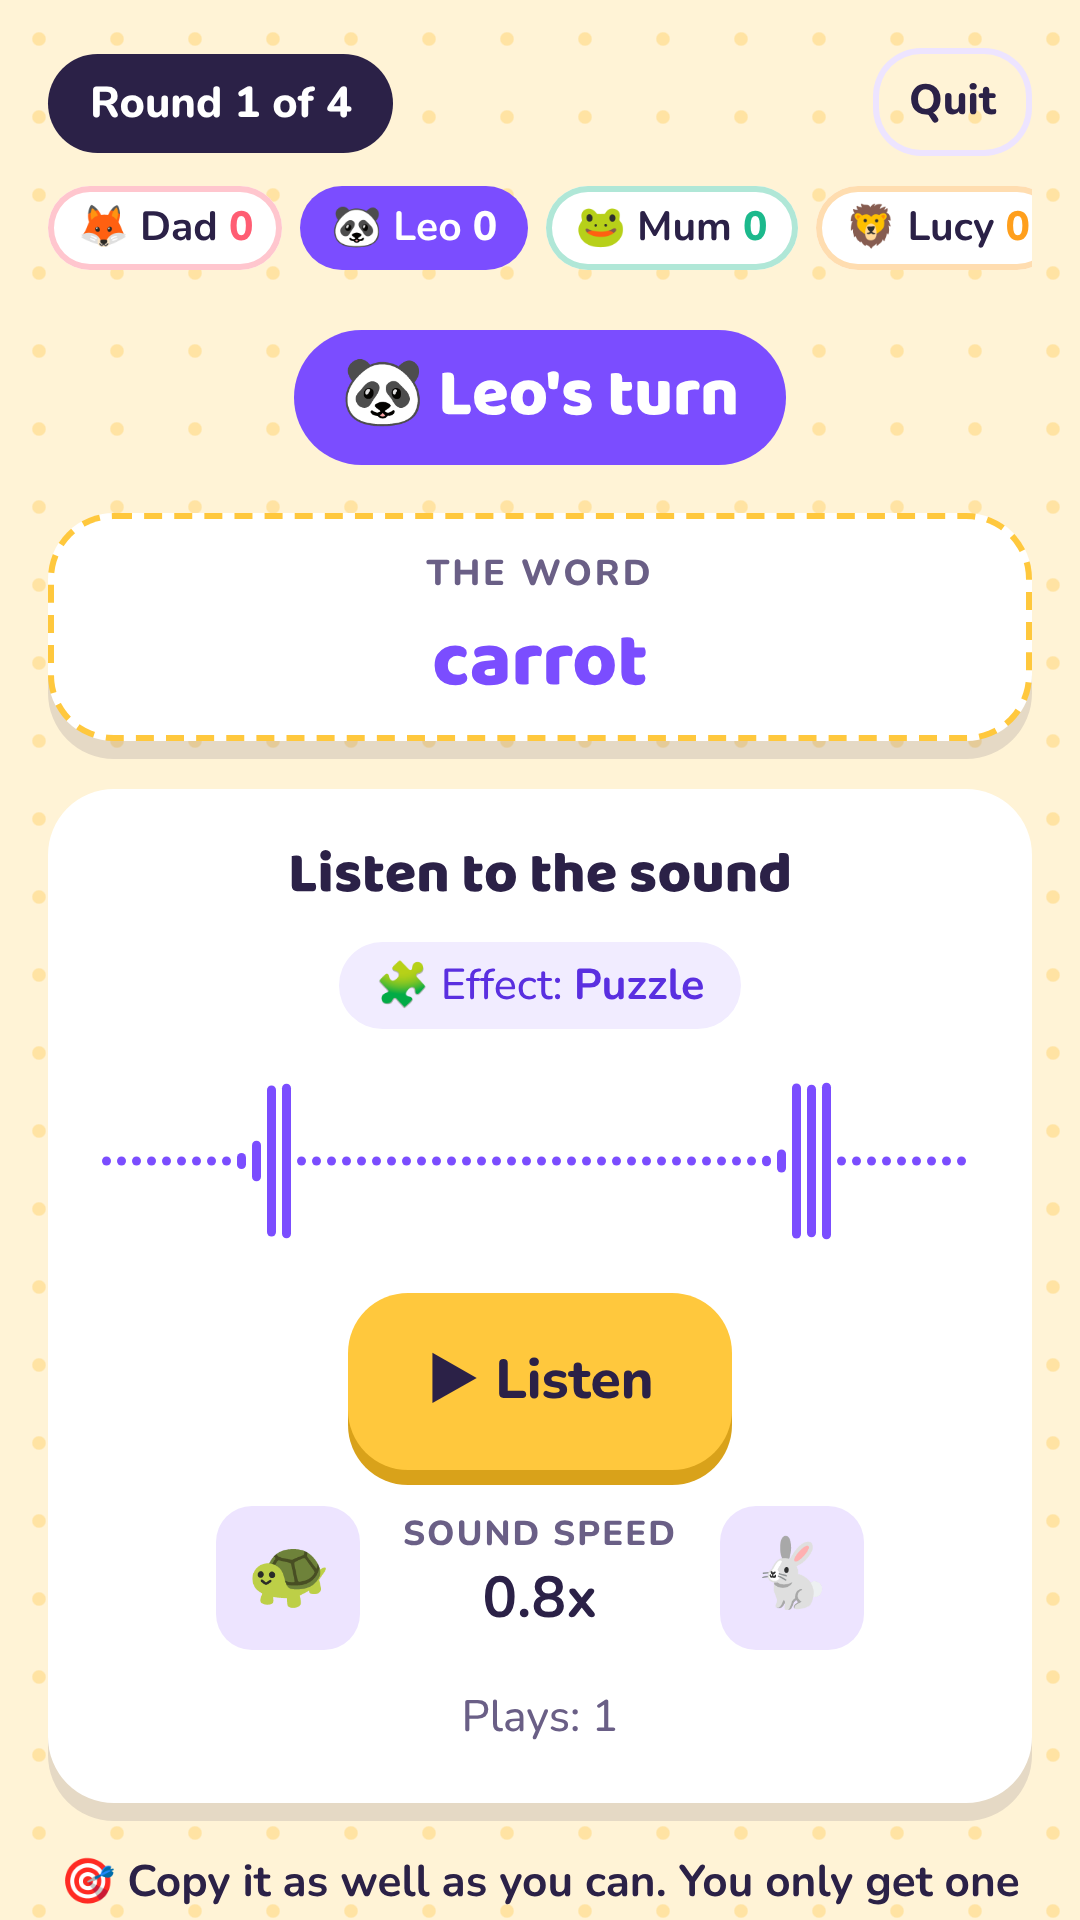 Round 1 of 4
Quit
Dad 0
Leo 0
Mum 0
Lucy 0
Leo's turn
THE WORD
carrot
Listen to the sound
Effect: Puzzle
Listen
SOUND SPEED
0.8x
Plays: 1
Copy it as well as you can. You only get one